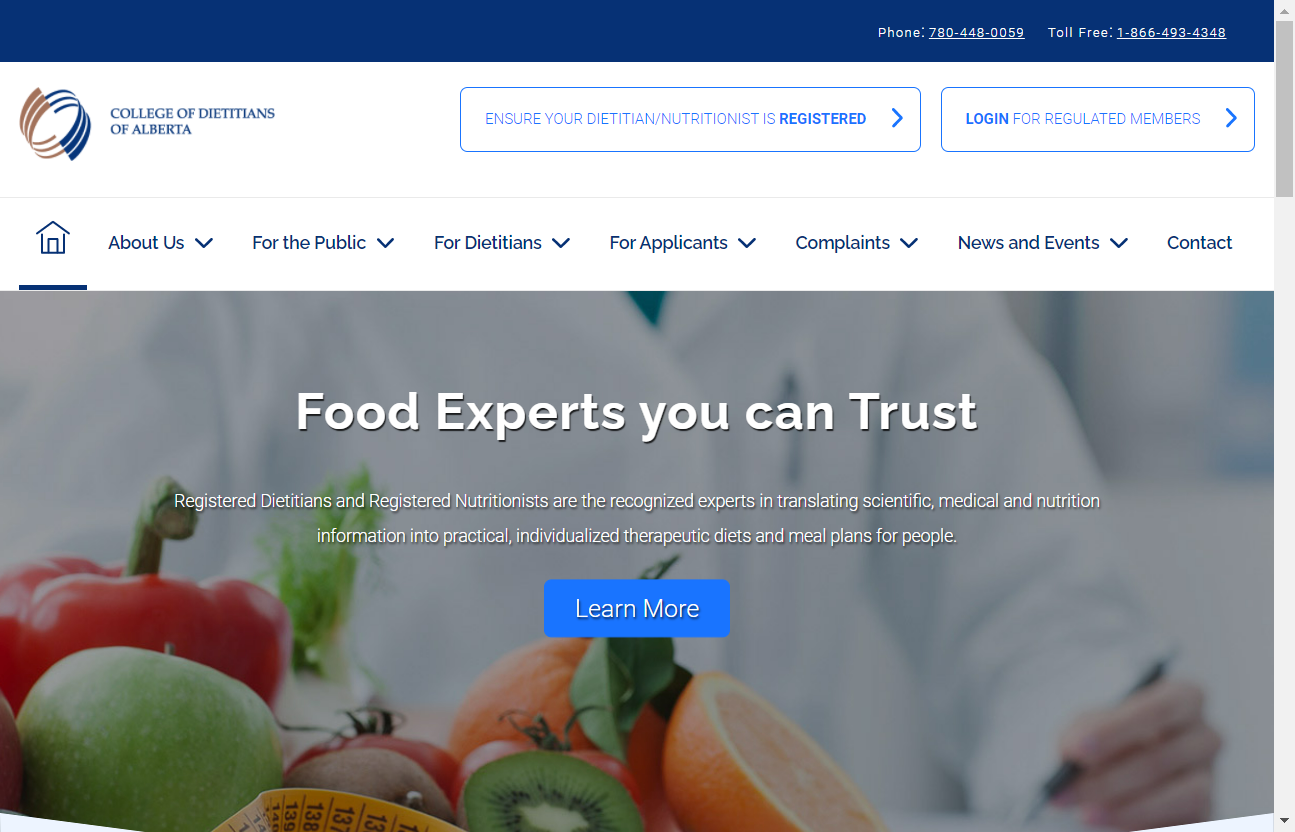 Phone: 780-448-0059 Toll Free: 1-866-493-4348
COLLEGE OF DIETITIANS
OF ALBERTA
ENSURE YOUR DIETITIAN/NUTRITIONIST IS REGISTERED
LOGIN FOR REGULATED MEMBERS
About Us For the Public For Dietitians For Applicants Complaints News and Events Contact
Food Experts you can Trust
Registered Dietitians and Registered Nutritionists are the recognized experts in translating scientific, medical and nutrition
information into practical, individualized therapeutic diets and meal plans for people.
Learn More